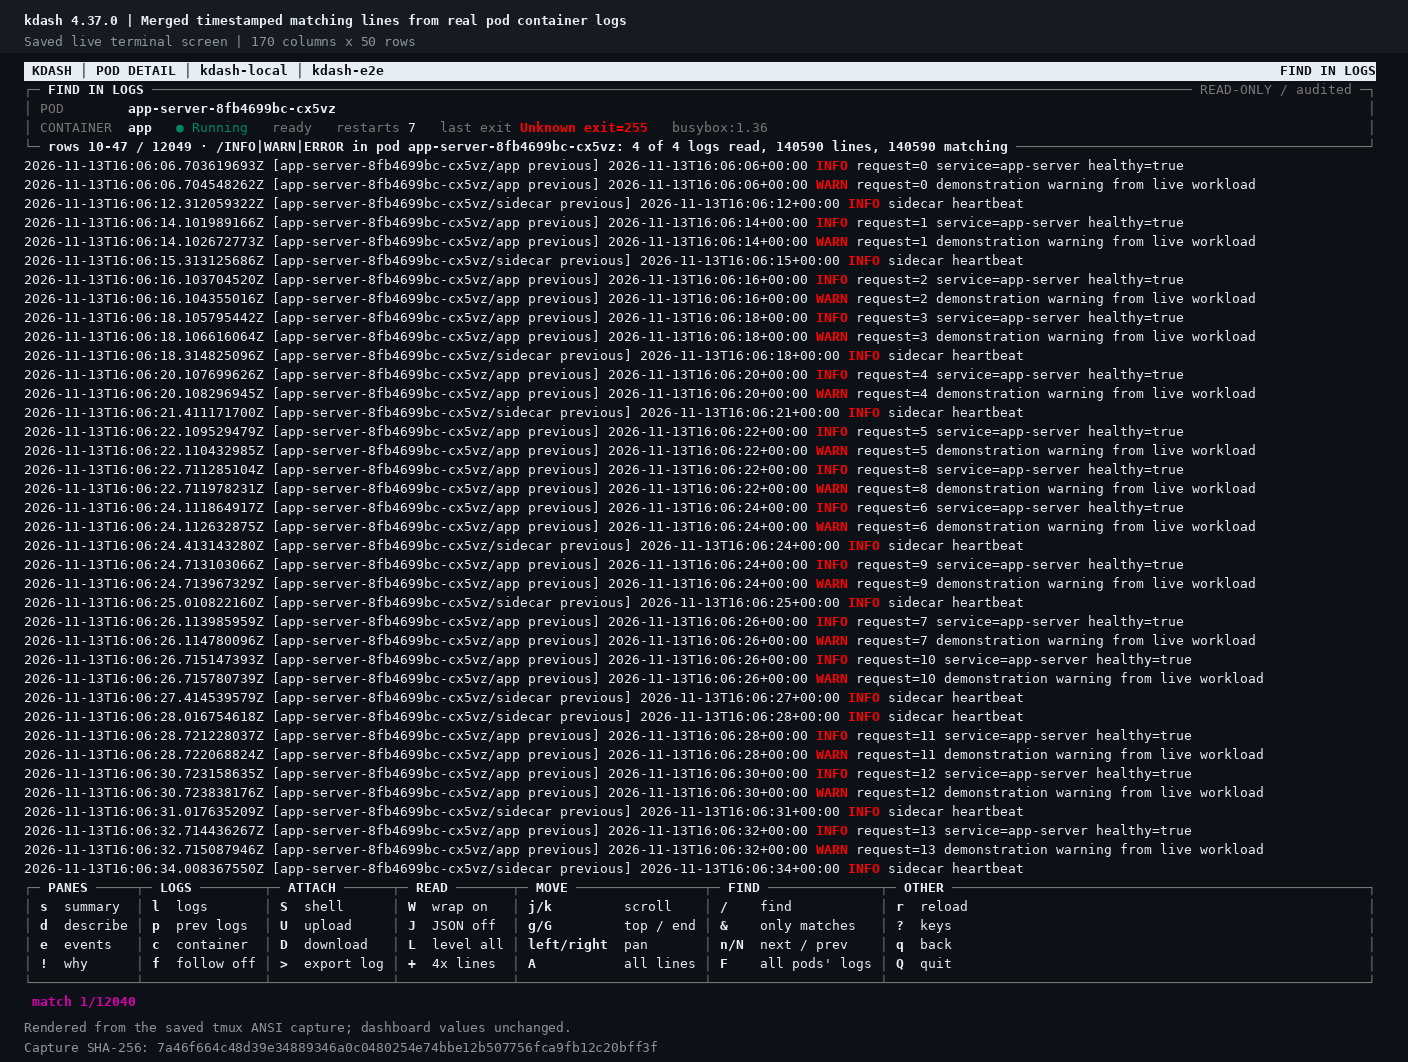 kdash 4.37.0 | Merged timestamped matching lines from real pod container logs
Saved live terminal screen | 170 columns x 50 rows
KDASH │ POD DETAIL │ kdash-local │ kdash-e2e FIND IN LOGS
FIND IN LOGS READ-ONLY / audited
POD app-server-8fb4699bc-cx5vz
CONTAINER app ● Running ready restarts 7 last exit Unknown exit=255 busybox:1.36
rows 10-47 / 12049 · /INFO|WARN|ERROR in pod app-server-8fb4699bc-cx5vz: 4 of 4 logs read, 140590 lines, 140590 matching
2026-11-13T16:06:06.703619693Z [app-server-8fb4699bc-cx5vz/app previous] 2026-11-13T16:06:06+00:00 INFO request=0 service=app-server healthy=true
2026-11-13T16:06:06.704548262Z [app-server-8fb4699bc-cx5vz/app previous] 2026-11-13T16:06:06+00:00 WARN request=0 demonstration warning from live workload
2026-11-13T16:06:12.312059322Z [app-server-8fb4699bc-cx5vz/sidecar previous] 2026-11-13T16:06:12+00:00 INFO sidecar heartbeat
2026-11-13T16:06:14.101989166Z [app-server-8fb4699bc-cx5vz/app previous] 2026-11-13T16:06:14+00:00 INFO request=1 service=app-server healthy=true
2026-11-13T16:06:14.102672773Z [app-server-8fb4699bc-cx5vz/app previous] 2026-11-13T16:06:14+00:00 WARN request=1 demonstration warning from live workload
2026-11-13T16:06:15.313125686Z [app-server-8fb4699bc-cx5vz/sidecar previous] 2026-11-13T16:06:15+00:00 INFO sidecar heartbeat
2026-11-13T16:06:16.103704520Z [app-server-8fb4699bc-cx5vz/app previous] 2026-11-13T16:06:16+00:00 INFO request=2 service=app-server healthy=true
2026-11-13T16:06:16.104355016Z [app-server-8fb4699bc-cx5vz/app previous] 2026-11-13T16:06:16+00:00 WARN request=2 demonstration warning from live workload
2026-11-13T16:06:18.105795442Z [app-server-8fb4699bc-cx5vz/app previous] 2026-11-13T16:06:18+00:00 INFO request=3 service=app-server healthy=true
2026-11-13T16:06:18.106616064Z [app-server-8fb4699bc-cx5vz/app previous] 2026-11-13T16:06:18+00:00 WARN request=3 demonstration warning from live workload
2026-11-13T16:06:18.314825096Z [app-server-8fb4699bc-cx5vz/sidecar previous] 2026-11-13T16:06:18+00:00 INFO sidecar heartbeat
2026-11-13T16:06:20.107699626Z [app-server-8fb4699bc-cx5vz/app previous] 2026-11-13T16:06:20+00:00 INFO request=4 service=app-server healthy=true
2026-11-13T16:06:20.108296945Z [app-server-8fb4699bc-cx5vz/app previous] 2026-11-13T16:06:20+00:00 WARN request=4 demonstration warning from live workload
2026-11-13T16:06:21.411171700Z [app-server-8fb4699bc-cx5vz/sidecar previous] 2026-11-13T16:06:21+00:00 INFO sidecar heartbeat
2026-11-13T16:06:22.109529479Z [app-server-8fb4699bc-cx5vz/app previous] 2026-11-13T16:06:22+00:00 INFO request=5 service=app-server healthy=true
2026-11-13T16:06:22.110432985Z [app-server-8fb4699bc-cx5vz/app previous] 2026-11-13T16:06:22+00:00 WARN request=5 demonstration warning from live workload
2026-11-13T16:06:22.711285104Z [app-server-8fb4699bc-cx5vz/app previous] 2026-11-13T16:06:22+00:00 INFO request=8 service=app-server healthy=true
2026-11-13T16:06:22.711978231Z [app-server-8fb4699bc-cx5vz/app previous] 2026-11-13T16:06:22+00:00 WARN request=8 demonstration warning from live workload
2026-11-13T16:06:24.111864917Z [app-server-8fb4699bc-cx5vz/app previous] 2026-11-13T16:06:24+00:00 INFO request=6 service=app-server healthy=true
2026-11-13T16:06:24.112632875Z [app-server-8fb4699bc-cx5vz/app previous] 2026-11-13T16:06:24+00:00 WARN request=6 demonstration warning from live workload
2026-11-13T16:06:24.413143280Z [app-server-8fb4699bc-cx5vz/sidecar previous] 2026-11-13T16:06:24+00:00 INFO sidecar heartbeat
2026-11-13T16:06:24.713103066Z [app-server-8fb4699bc-cx5vz/app previous] 2026-11-13T16:06:24+00:00 INFO request=9 service=app-server healthy=true
2026-11-13T16:06:24.713967329Z [app-server-8fb4699bc-cx5vz/app previous] 2026-11-13T16:06:24+00:00 WARN request=9 demonstration warning from live workload
2026-11-13T16:06:25.010822160Z [app-server-8fb4699bc-cx5vz/sidecar previous] 2026-11-13T16:06:25+00:00 INFO sidecar heartbeat
2026-11-13T16:06:26.113985959Z [app-server-8fb4699bc-cx5vz/app previous] 2026-11-13T16:06:26+00:00 INFO request=7 service=app-server healthy=true
2026-11-13T16:06:26.114780096Z [app-server-8fb4699bc-cx5vz/app previous] 2026-11-13T16:06:26+00:00 WARN request=7 demonstration warning from live workload
2026-11-13T16:06:26.715147393Z [app-server-8fb4699bc-cx5vz/app previous] 2026-11-13T16:06:26+00:00 INFO request=10 service=app-server healthy=true
2026-11-13T16:06:26.715780739Z [app-server-8fb4699bc-cx5vz/app previous] 2026-11-13T16:06:26+00:00 WARN request=10 demonstration warning from live workload
2026-11-13T16:06:27.414539579Z [app-server-8fb4699bc-cx5vz/sidecar previous] 2026-11-13T16:06:27+00:00 INFO sidecar heartbeat
2026-11-13T16:06:28.016754618Z [app-server-8fb4699bc-cx5vz/sidecar previous] 2026-11-13T16:06:28+00:00 INFO sidecar heartbeat
2026-11-13T16:06:28.721228037Z [app-server-8fb4699bc-cx5vz/app previous] 2026-11-13T16:06:28+00:00 INFO request=11 service=app-server healthy=true
2026-11-13T16:06:28.722068824Z [app-server-8fb4699bc-cx5vz/app previous] 2026-11-13T16:06:28+00:00 WARN request=11 demonstration warning from live workload
2026-11-13T16:06:30.723158635Z [app-server-8fb4699bc-cx5vz/app previous] 2026-11-13T16:06:30+00:00 INFO request=12 service=app-server healthy=true
2026-11-13T16:06:30.723838176Z [app-server-8fb4699bc-cx5vz/app previous] 2026-11-13T16:06:30+00:00 WARN request=12 demonstration warning from live workload
2026-11-13T16:06:31.017635209Z [app-server-8fb4699bc-cx5vz/sidecar previous] 2026-11-13T16:06:31+00:00 INFO sidecar heartbeat
2026-11-13T16:06:32.714436267Z [app-server-8fb4699bc-cx5vz/app previous] 2026-11-13T16:06:32+00:00 INFO request=13 service=app-server healthy=true
2026-11-13T16:06:32.715087946Z [app-server-8fb4699bc-cx5vz/app previous] 2026-11-13T16:06:32+00:00 WARN request=13 demonstration warning from live workload
2026-11-13T16:06:34.008367550Z [app-server-8fb4699bc-cx5vz/sidecar previous] 2026-11-13T16:06:34+00:00 INFO sidecar heartbeat
PANES LOGS ATTACH READ MOVE FIND OTHER
s summary │ l logs │ S shell │ W wrap on │ j/k scroll │ / find │ r reload
d describe │ p prev logs │ U upload │ J JSON off │ g/G top / end │ & only matches │ ? keys
e events │ c container │ D download │ L level all │ left/right pan │ n/N next / prev │ q back
! why │ f follow off │ > export log │ + 4x lines │ A all lines │ F all pods' logs │ Q quit
match 1/12040
Rendered from the saved tmux ANSI capture; dashboard values unchanged.
Capture SHA-256: 7a46f664c48d39e34889346a0c0480254e74bbe12b507756fca9fb12c20bff3f